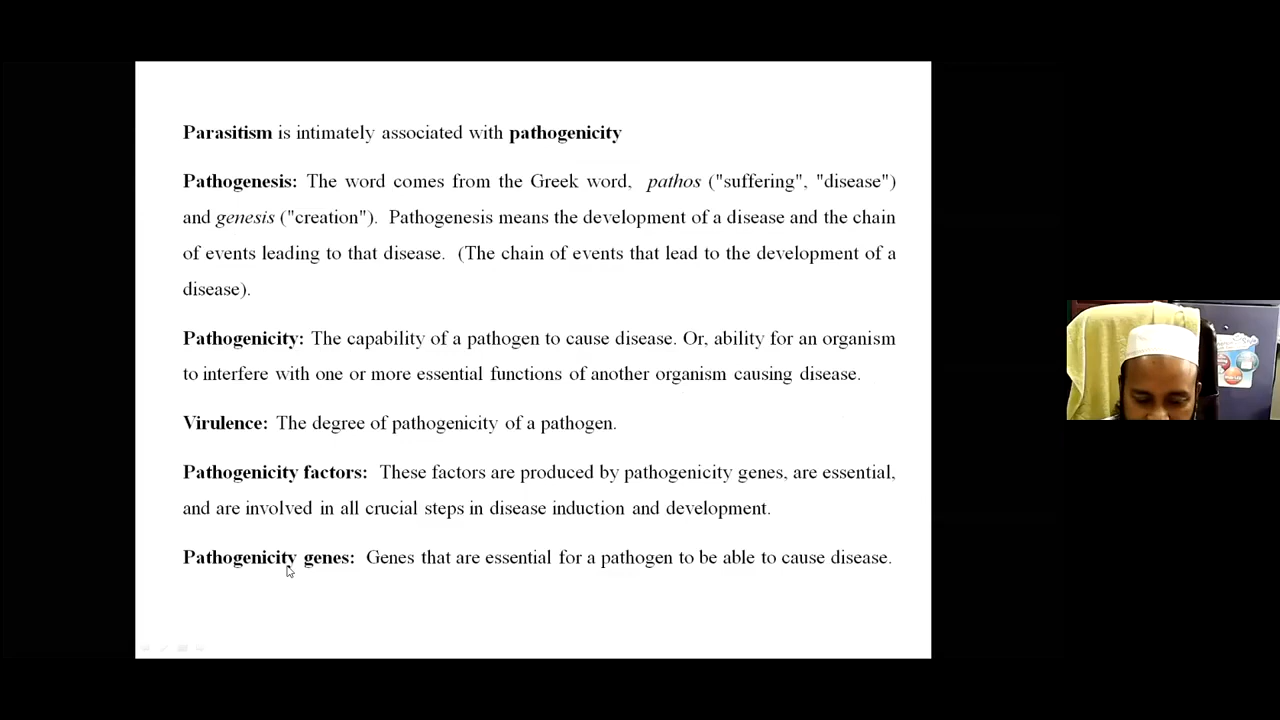 Parasitism is intimately associated with pathogenicity
Pathogenesis: The word comes from the Greek word, pathos ("suffering", "disease")
and genesis ("creation"). Pathogenesis means the development of a disease and the chain
of events leading to that disease. (The chain of events that lead to the development of a
disease).
Pathogenicity: The capability of a pathogen to cause disease. Or, ability for an organism
to interfere with one or more essential functions of another organism causing disease.
Virulence: The degree of pathogenicity of a pathogen.
Pathogenicity factors: These factors are produced by pathogenicity genes, are essential,
and are involved in all crucial steps in disease induction and development.
Pathogenicity genes: Genes that are essential for a pathogen to be able to cause disease.